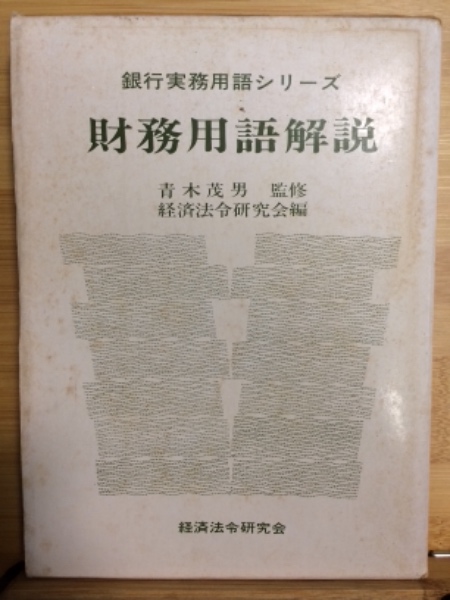 銀行実務用語シリーズ
財務用語解説
青木茂男 監修
経済法令研究会編
経済法令研究会